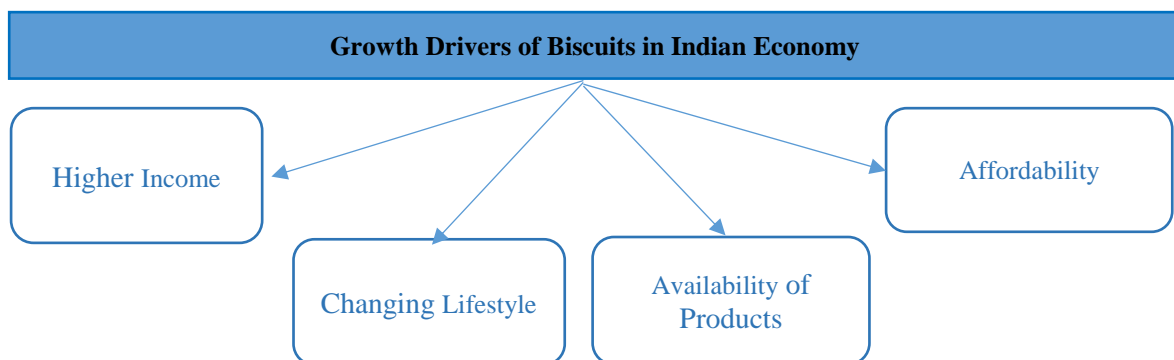 Growth Drivers of Biscuits in Indian Economy
Higher Income
Changing Lifestyle
Availability of
Products
Affordability